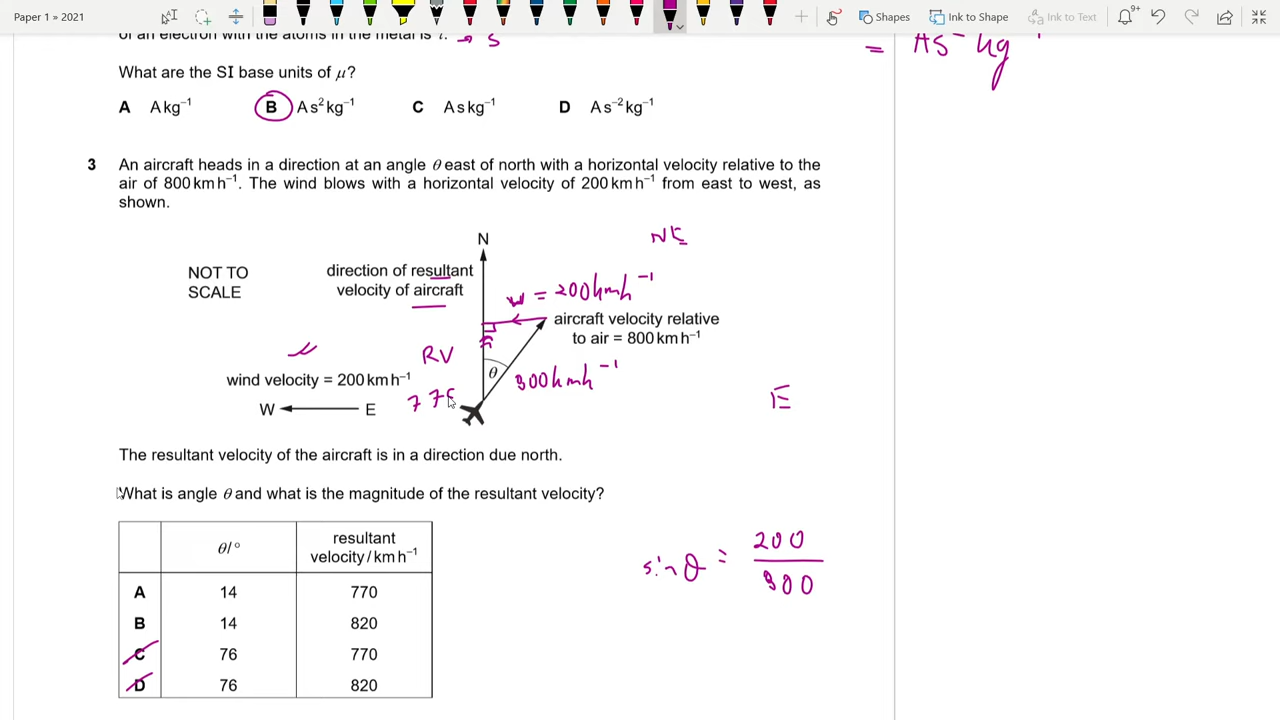 Paper 1 » 2021
Shapes
Ink to Shape
Ink to Text
9+
of an electron with the atoms in the metal is τ. → s
= As⁻ kg
What are the SI base units of μ?
A A kg⁻¹ B A s² kg⁻¹ C A s kg⁻¹ D A s⁻² kg⁻¹
3 An aircraft heads in a direction at an angle θ east of north with a horizontal velocity relative to the
air of 800 km h⁻¹. The wind blows with a horizontal velocity of 200 km h⁻¹ from east to west, as
shown.
N
NE
NOT TO
SCALE
direction of resultant
velocity of aircraft
w = 200kmh⁻¹
aircraft velocity relative
to air = 800 km h⁻¹
RV
θ
800kmh⁻¹
wind velocity = 200 km h⁻¹
W E
775
E
The resultant velocity of the aircraft is in a direction due north.
What is angle θ and what is the magnitude of the resultant velocity?
θ/° resultant
velocity / km h⁻¹
A 14 770
B 14 820
C 76 770
D 76 820
sinθ = 200
800